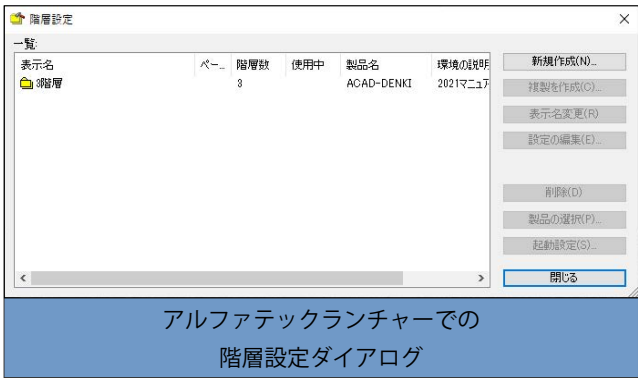 階層設定
一覧:
表示名 ペー... 階層数 使用中 製品名 環境の説明
3階層 3 ACAD-DENKI 2021マニュア
新規作成(N)...
複製を作成(C)...
表示名変更(R)
設定の編集(E)...
削除(D)
製品の選択(P)...
起動設定(S)...
閉じる
アルファテックランチャーでの
階層設定ダイアログ